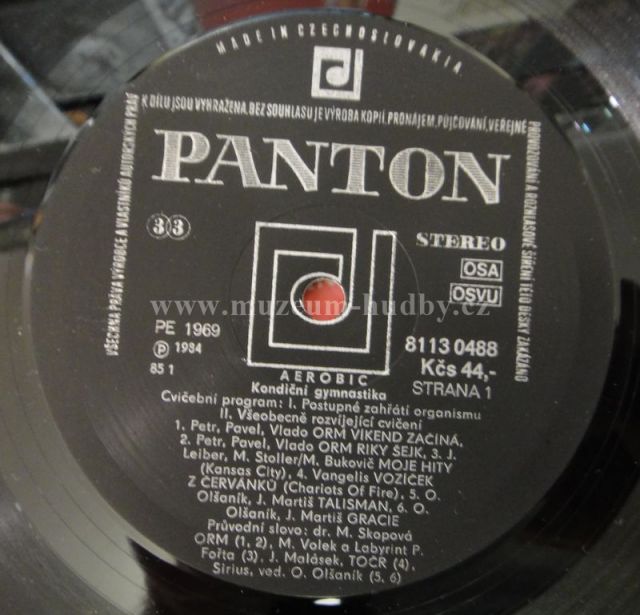 MADE IN CZECHOSLOVAKIA.
VŠECHNA PRÁVA VÝROBCE A VLASTNÍKŮ AUTORSKÝCH PRÁV
K DÍLU JSOU VYHRAŽENA. BEZ SOUHLASU JE VÝROBA KOPIÍ, PRONÁJEM, PŮJČOVÁNÍ, VEŘEJNÉ
PROVOZOVÁNÍ A ROZHLASOVÉ ŠÍŘENÍ TÉTO DESKY ZAKÁZÁNO
PANTON
33
STEREO
OSA
OSVU
www.muzeum-hudby.cz
PE 1969
℗ 1984
85 1
8113 0488
Kčs 44,-
STRANA 1
AEROBIC
Kondiční gymnastika
Cvičební program: I. Postupné zahřátí organismu
II. Všeobecně rozvíjející cvičení
1. Petr, Pavel, Vlado ORM VÍKEND ZAČÍNÁ,
2. Petr, Pavel, Vlado ORM RIKY SEJK, 3. J.
Leiber, M. Stoller/M. Bukovič MOJE HITY
(Kansas City), 4. Vangelis VOZÍČEK
Z ČERVÁNKŮ (Chariots Of Fire), 5. O.
Olšaník, J. Martiš TALISMAN, 6. O.
Olšaník, J. Martiš GRACIE
Průvodní slovo: dr. M. Skopová
ORM (1, 2), M. Volek a Labyrint P.
Fořta (3), J. Malásek, TOČR (4),
Sirius, ved. O. Olšaník (5, 6)